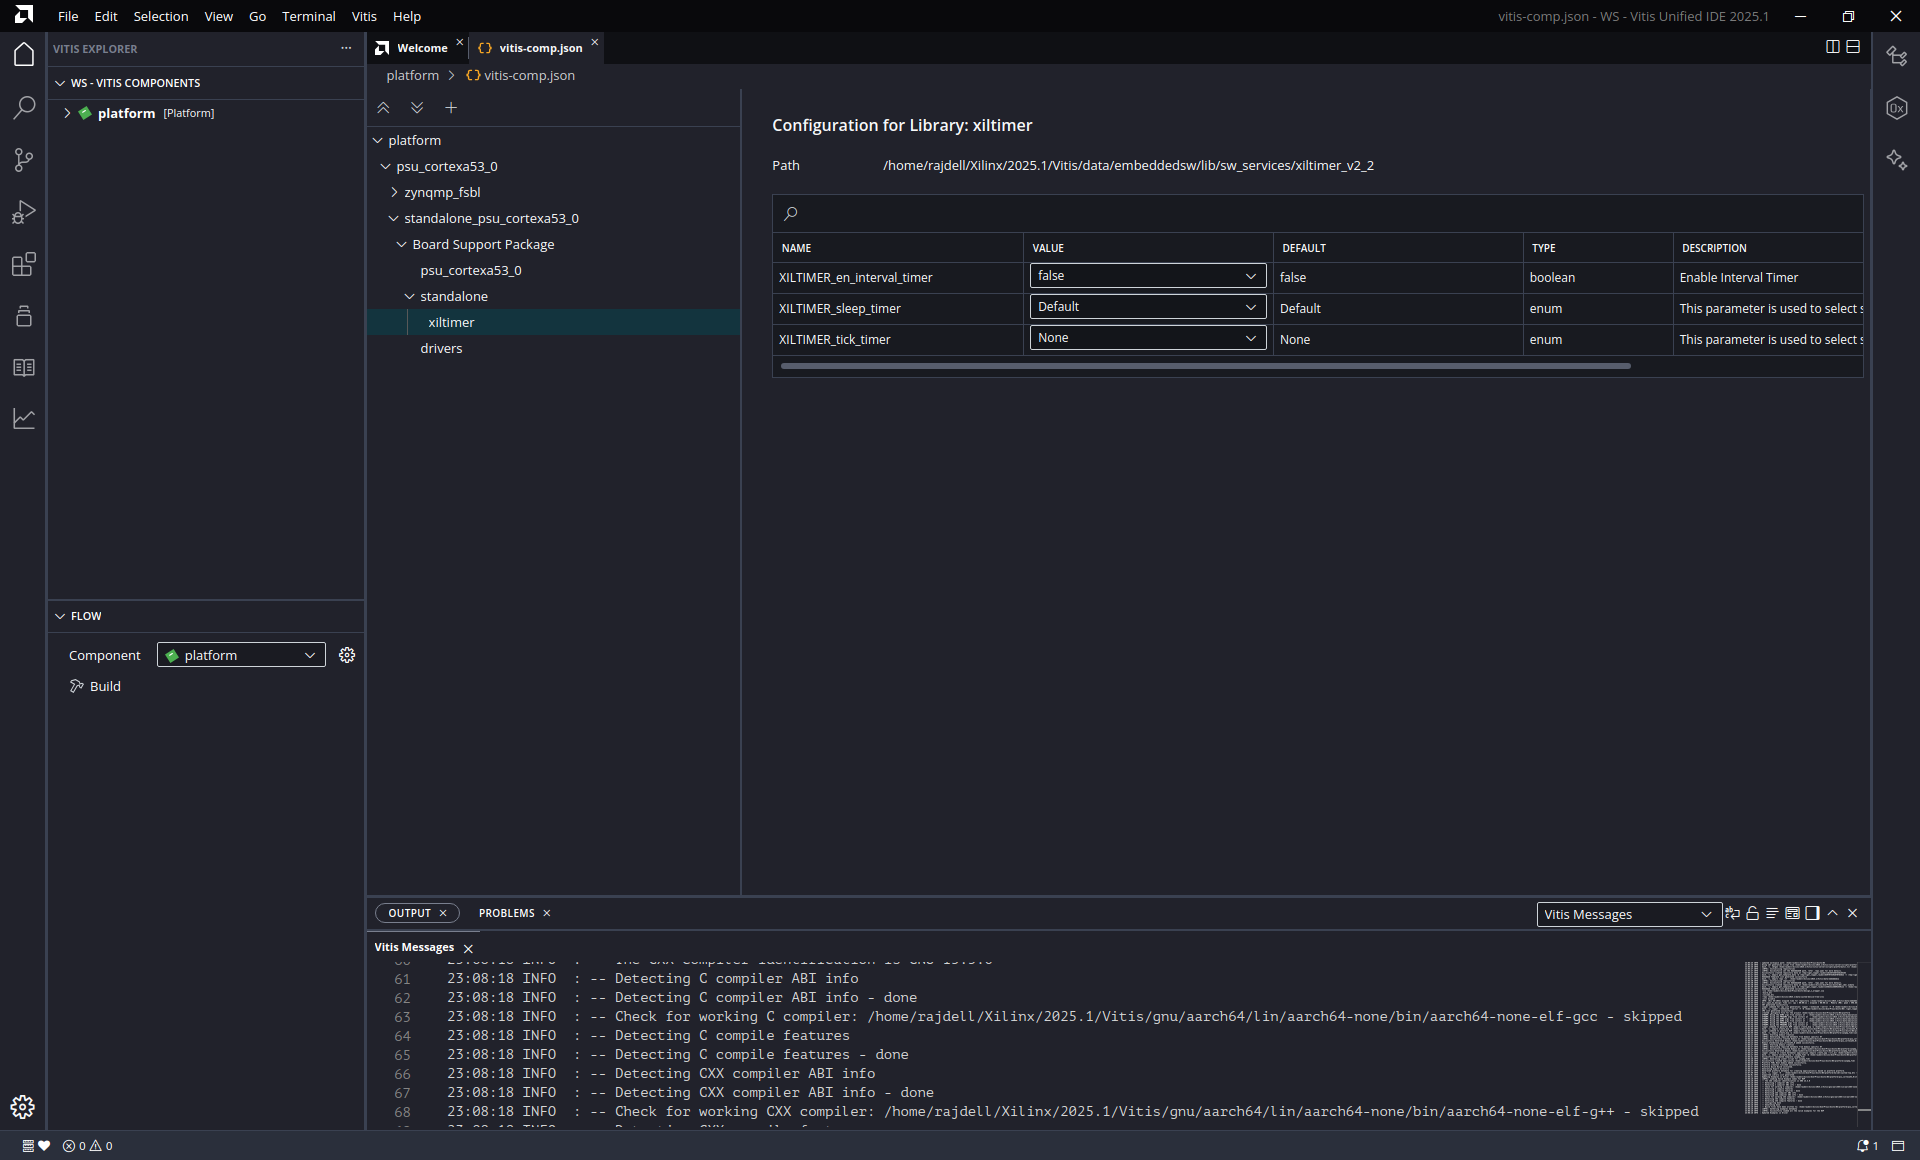 File Edit Selection View Go Terminal Vitis Help
vitis-comp.json - WS - Vitis Unified IDE 2025.1
VITIS EXPLORER
WS - VITIS COMPONENTS
platform [Platform]
Welcome
{} vitis-comp.json
platform > {} vitis-comp.json
platform
psu_cortexa53_0
zynqmp_fsbl
standalone_psu_cortexa53_0
Board Support Package
psu_cortexa53_0
standalone
xiltimer
drivers
Configuration for Library: xiltimer
Path /home/rajdell/Xilinx/2025.1/Vitis/data/embeddedsw/lib/sw_services/xiltimer_v2_2
NAME VALUE DEFAULT TYPE DESCRIPTION
XILTIMER_en_interval_timer false false boolean Enable Interval Timer
XILTIMER_sleep_timer Default Default enum This parameter is used to select s
XILTIMER_tick_timer None None enum This parameter is used to select s
FLOW
Component platform
Build
OUTPUT PROBLEMS
Vitis Messages
Vitis Messages
61 23:08:18 INFO : -- Detecting C compiler ABI info
62 23:08:18 INFO : -- Detecting C compiler ABI info - done
63 23:08:18 INFO : -- Check for working C compiler: /home/rajdell/Xilinx/2025.1/Vitis/gnu/aarch64/lin/aarch64-none/bin/aarch64-none-elf-gcc - skipped
64 23:08:18 INFO : -- Detecting C compile features
65 23:08:18 INFO : -- Detecting C compile features - done
66 23:08:18 INFO : -- Detecting CXX compiler ABI info
67 23:08:18 INFO : -- Detecting CXX compiler ABI info - done
68 23:08:18 INFO : -- Check for working CXX compiler: /home/rajdell/Xilinx/2025.1/Vitis/gnu/aarch64/lin/aarch64-none/bin/aarch64-none-elf-g++ - skipped
0 0
1